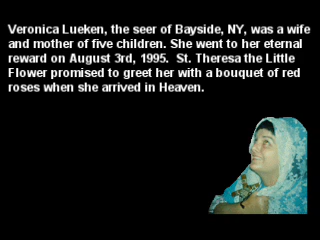 Veronica Lueken, the seer of Bayside, NY, was a wife
and mother of five children. She went to her eternal
reward on August 3rd, 1995.  St. Theresa the Little
Flower promised to greet her with a bouquet of red
roses when she arrived in Heaven.